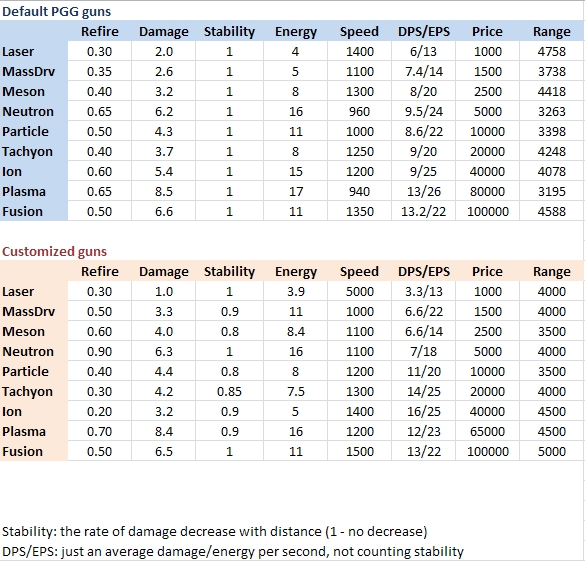 Default PGG guns
Refire Damage Stability Energy Speed DPS/EPS Price Range
Laser 0.30 2.0 1 4 1400 6/13 1000 4758
MassDrv 0.35 2.6 1 5 1100 7.4/14 1500 3738
Meson 0.40 3.2 1 8 1300 8/20 2500 4418
Neutron 0.65 6.2 1 16 960 9.5/24 5000 3263
Particle 0.50 4.3 1 11 1000 8.6/22 10000 3398
Tachyon 0.40 3.7 1 8 1250 9/20 20000 4248
Ion 0.60 5.4 1 15 1200 9/25 40000 4078
Plasma 0.65 8.5 1 17 940 13/26 80000 3195
Fusion 0.50 6.6 1 11 1350 13.2/22 100000 4588
Customized guns
Refire Damage Stability Energy Speed DPS/EPS Price Range
Laser 0.30 1.0 1 3.9 5000 3.3/13 1000 4000
MassDrv 0.50 3.3 0.9 11 1000 6.6/22 1500 3500
Meson 0.60 4.0 0.8 8.4 1100 6.6/14 2500 3500
Neutron 0.90 6.3 1 16 1100 7/18 5000 4000
Particle 0.40 4.4 0.8 8 1200 11/20 10000 3500
Tachyon 0.30 4.2 0.85 7.5 1300 14/25 20000 4000
Ion 0.20 3.2 0.9 5 1400 16/25 40000 4500
Plasma 0.70 8.4 0.9 16 1200 12/23 65000 4500
Fusion 0.50 6.5 1 11 1500 13/22 100000 5000
Stability: the rate of damage decrease with distance (1 - no decrease)
DPS/EPS: just an average damage/energy per second, not counting stability